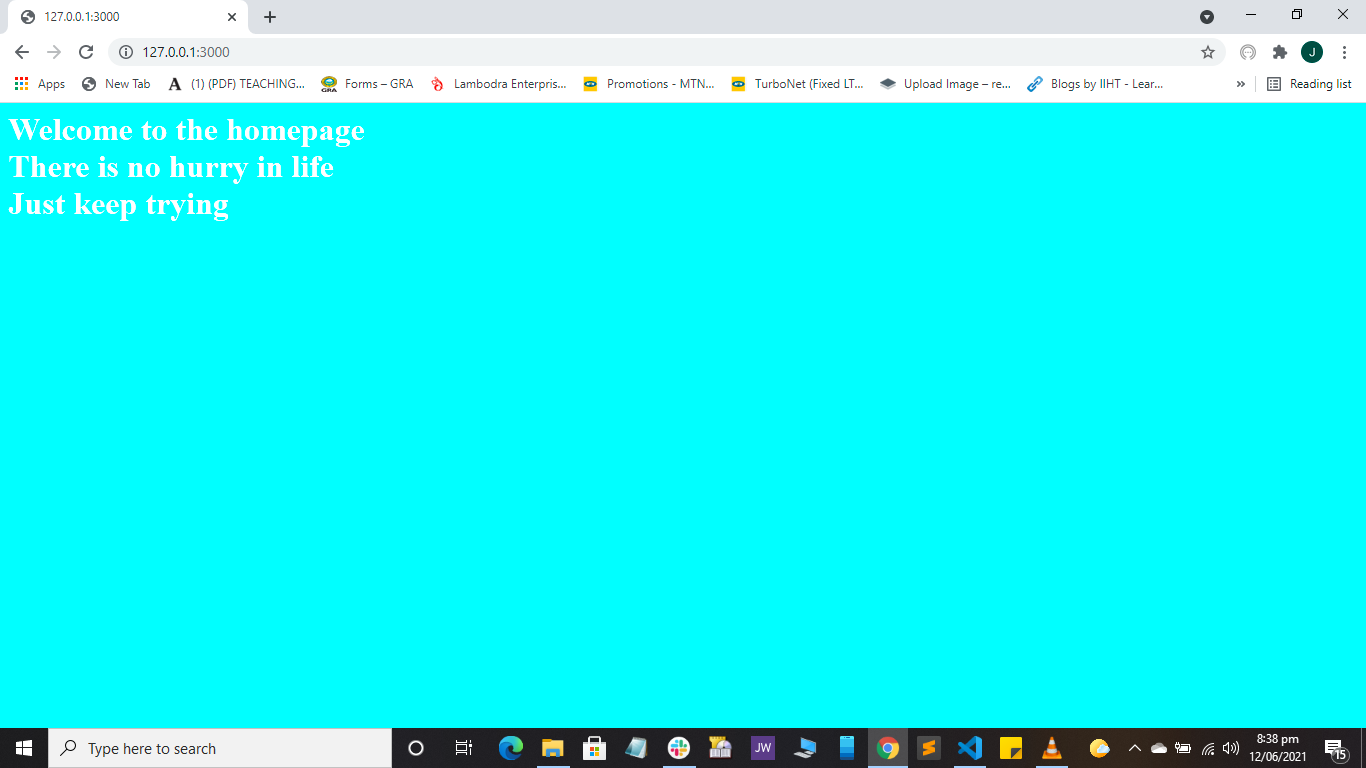 127.0.0.1:3000
127.0.0.1:3000
J
Apps
New Tab
A
(1) (PDF) TEACHING...
GRA
Forms – GRA
Lambodra Enterpris...
Promotions - MTN...
TurboNet (Fixed LT...
Upload Image – re...
Blogs by IIHT - Lear...
»
Reading list
Welcome to the homepage
There is no hurry in life
Just keep trying
Type here to search
JW
8:38 pm
12/06/2021
15